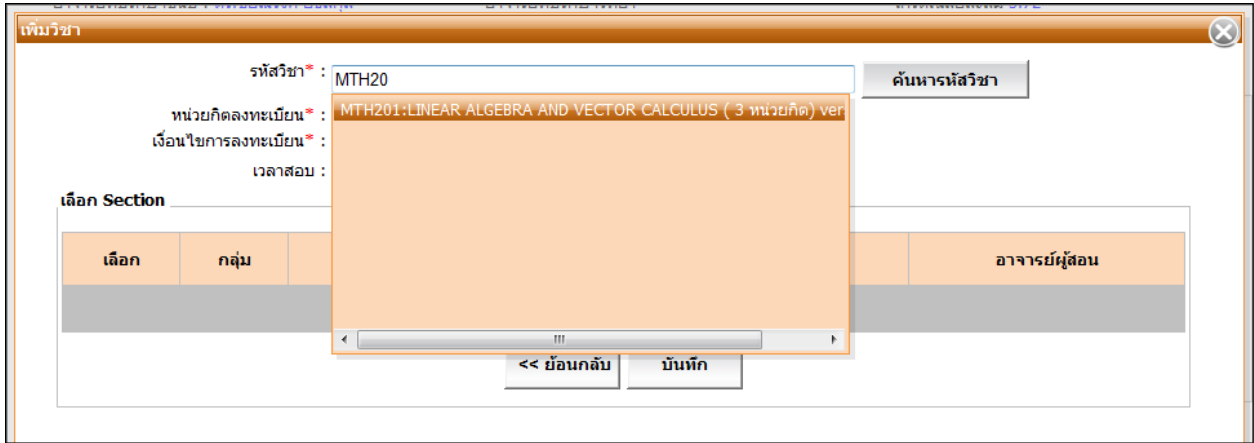 เพิ่มวิชา
รหัสวิชา* : MTH20 ค้นหารหัสวิชา
หน่วยกิตลงทะเบียน* : MTH201:LINEAR ALGEBRA AND VECTOR CALCULUS ( 3 หน่วยกิต) ver
เงื่อนไขการลงทะเบียน* :
เวลาสอบ :
เลือก Section
เลือก กลุ่ม อาจารย์ผู้สอน
<< ย้อนกลับ บันทึก